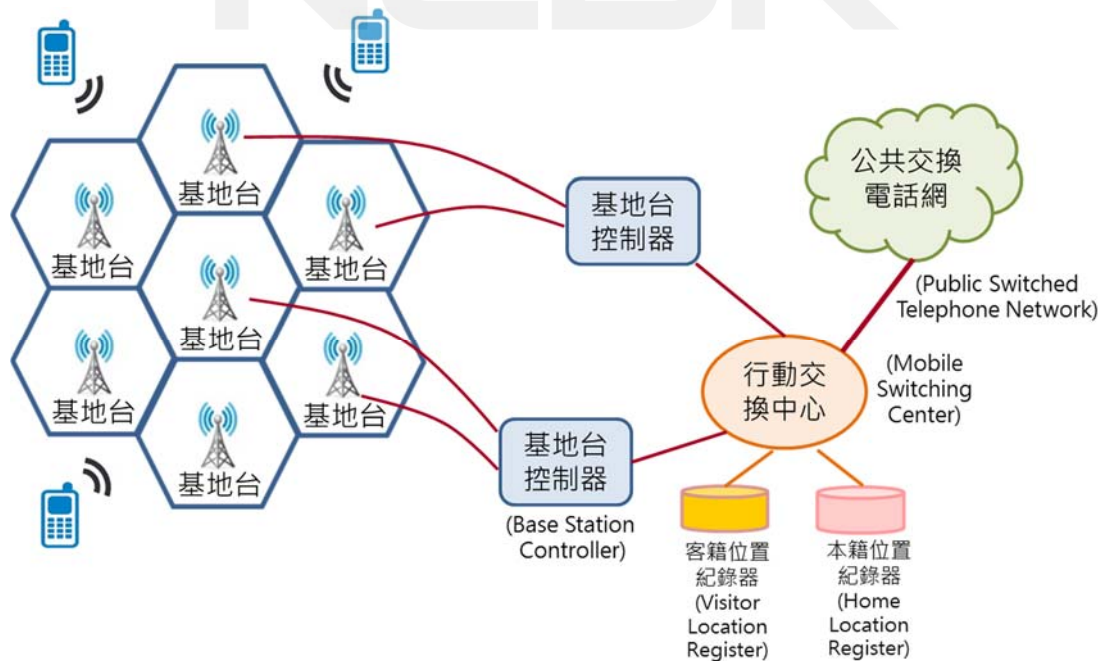 基地台
基地台
基地台
基地台
基地台
基地台
基地台
基地台
控制器
基地台
控制器
(Base Station
Controller)
公共交換
電話網
(Public Switched
Telephone Network)
行動交
換中心
(Mobile
Switching
Center)
客籍位置
紀錄器
(Visitor
Location
Register)
本籍位置
紀錄器
(Home
Location
Register)